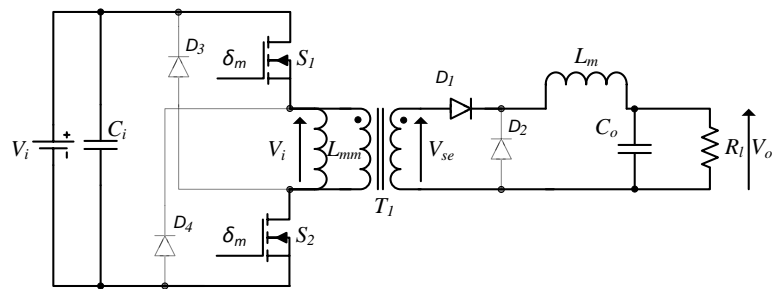 D3
δm
S1
Lm
D1
Vi
+
-
Ci
Vi
Lmm
Vse
D2
Co
Rl
Vo
T1
D4
δm
S2